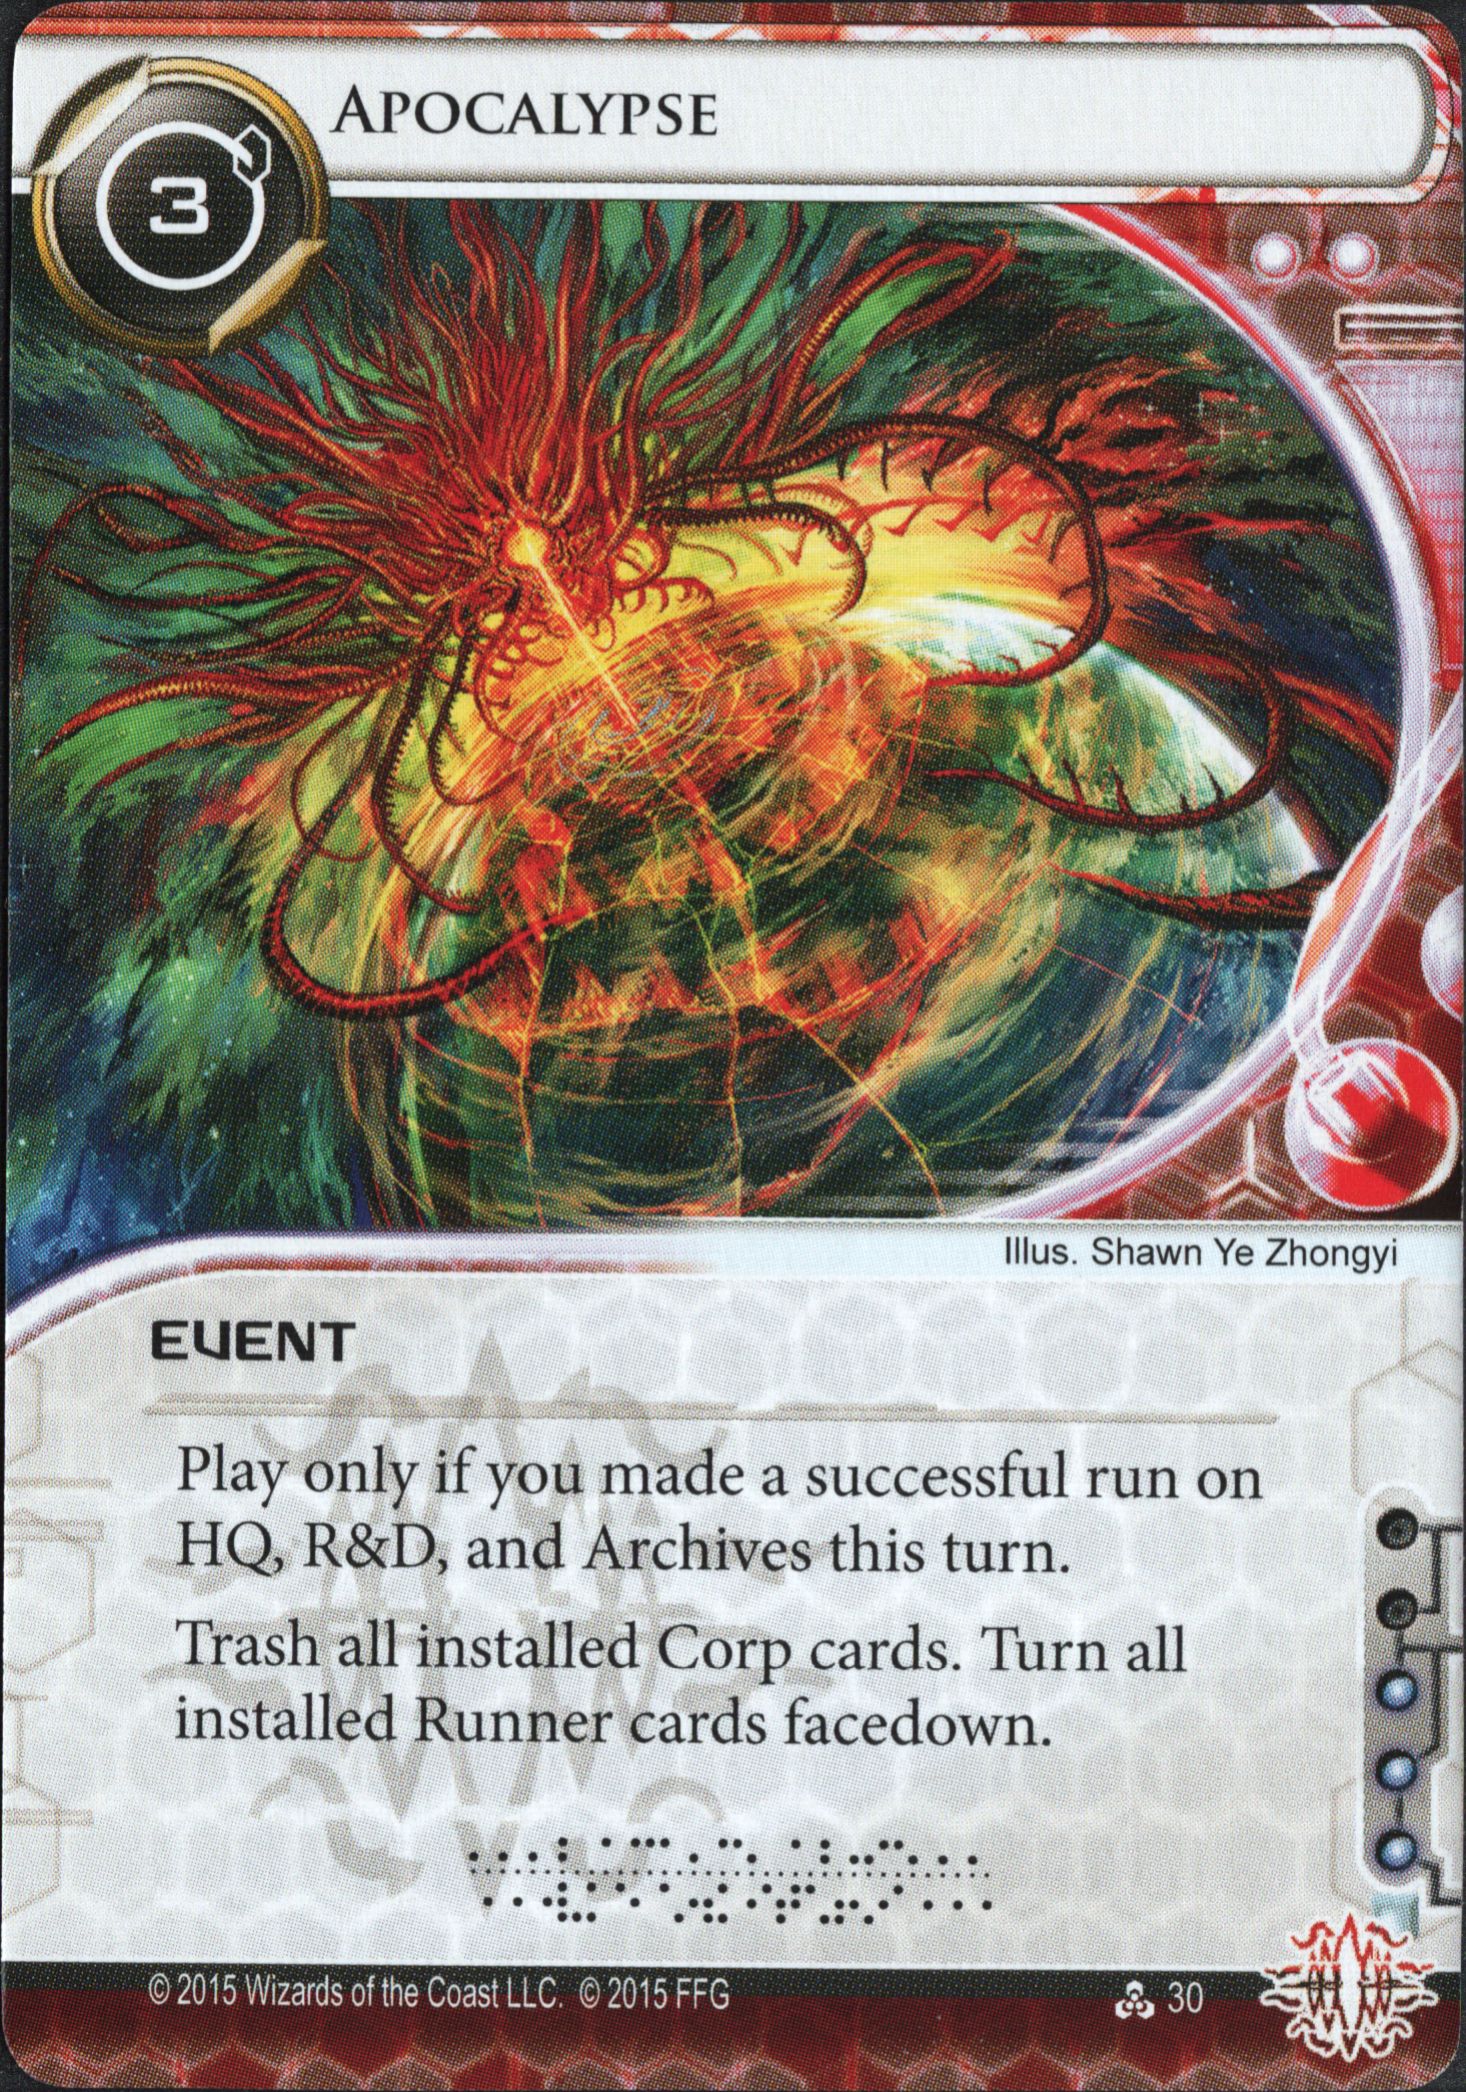 APOCALYPSE
3
Illus. Shawn Ye Zhongyi
EVENT
Play only if you made a successful run on
HQ, R&D, and Archives this turn.
Trash all installed Corp cards. Turn all
installed Runner cards facedown.
© 2015 Wizards of the Coast LLC. © 2015 FFG
30